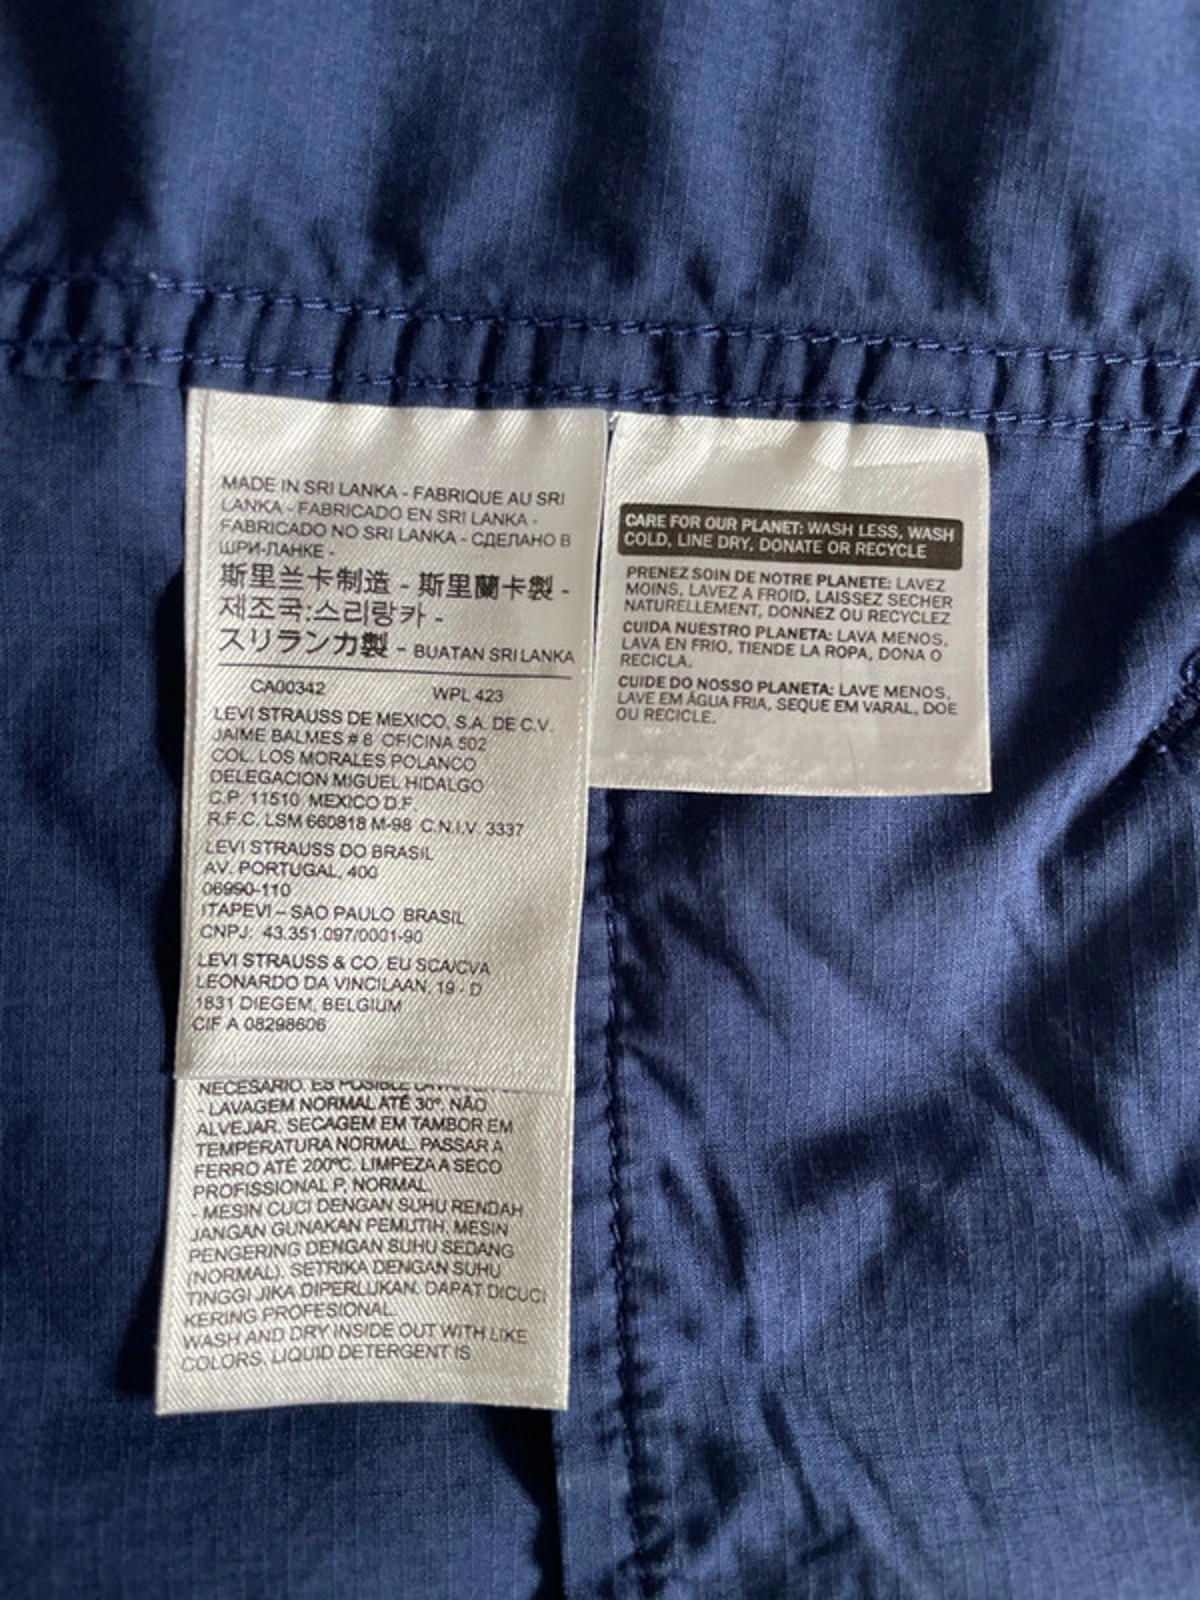 MADE IN SRI LANKA - FABRIQUE AU SRI
LANKA - FABRICADO EN SRI LANKA -
FABRICADO NO SRI LANKA - СДЕЛАНО В
ШРИ-ЛАНКЕ -
斯里兰卡制造 - 斯里蘭卡製 -
제조국:스리랑카 -
スリランカ製 - BUATAN SRI LANKA
CA00342 WPL 423
LEVI STRAUSS DE MEXICO, S.A. DE C.V.
JAIME BALMES # 8 OFICINA 502
COL. LOS MORALES POLANCO
DELEGACION MIGUEL HIDALGO
C.P. 11510 MEXICO D.F
R.F.C. LSM 660818 M-98 C.N.I.V. 3337
LEVI STRAUSS DO BRASIL
AV. PORTUGAL, 400
06990-110
ITAPEVI – SAO PAULO BRASIL
CNPJ: 43.351.097/0001-90
LEVI STRAUSS & CO. EU SCA/CVA
LEONARDO DA VINCILAAN, 19 - D
1831 DIEGEM, BELGIUM
CIF A 08298606
NECESARIO. ES POSIBLE
- LAVAGEM NORMAL ATÉ 30º. NÃO
ALVEJAR. SECAGEM EM TAMBOR EM
TEMPERATURA NORMAL. PASSAR A
FERRO ATÉ 200ºC. LIMPEZA A SECO
PROFISSIONAL P, NORMAL
- MESIN CUCI DENGAN SUHU RENDAH
JANGAN GUNAKAN PEMUTIH. MESIN
PENGERING DENGAN SUHU SEDANG
(NORMAL). SETRIKA DENGAN SUHU
TINGGI JIKA DIPERLUKAN. DAPAT DICUCI
KERING PROFESIONAL.
WASH AND DRY INSIDE OUT WITH LIKE
COLORS. LIQUID DETERGENT IS
CARE FOR OUR PLANET: WASH LESS, WASH
COLD, LINE DRY, DONATE OR RECYCLE
PRENEZ SOIN DE NOTRE PLANETE: LAVEZ
MOINS, LAVEZ A FROID, LAISSEZ SECHER
NATURELLEMENT, DONNEZ OU RECYCLEZ
CUIDA NUESTRO PLANETA: LAVA MENOS,
LAVA EN FRIO, TIENDE LA ROPA, DONA O
RECICLA.
CUIDE DO NOSSO PLANETA: LAVE MENOS,
LAVE EM ÁGUA FRIA, SEQUE EM VARAL, DOE
OU RECICLE.